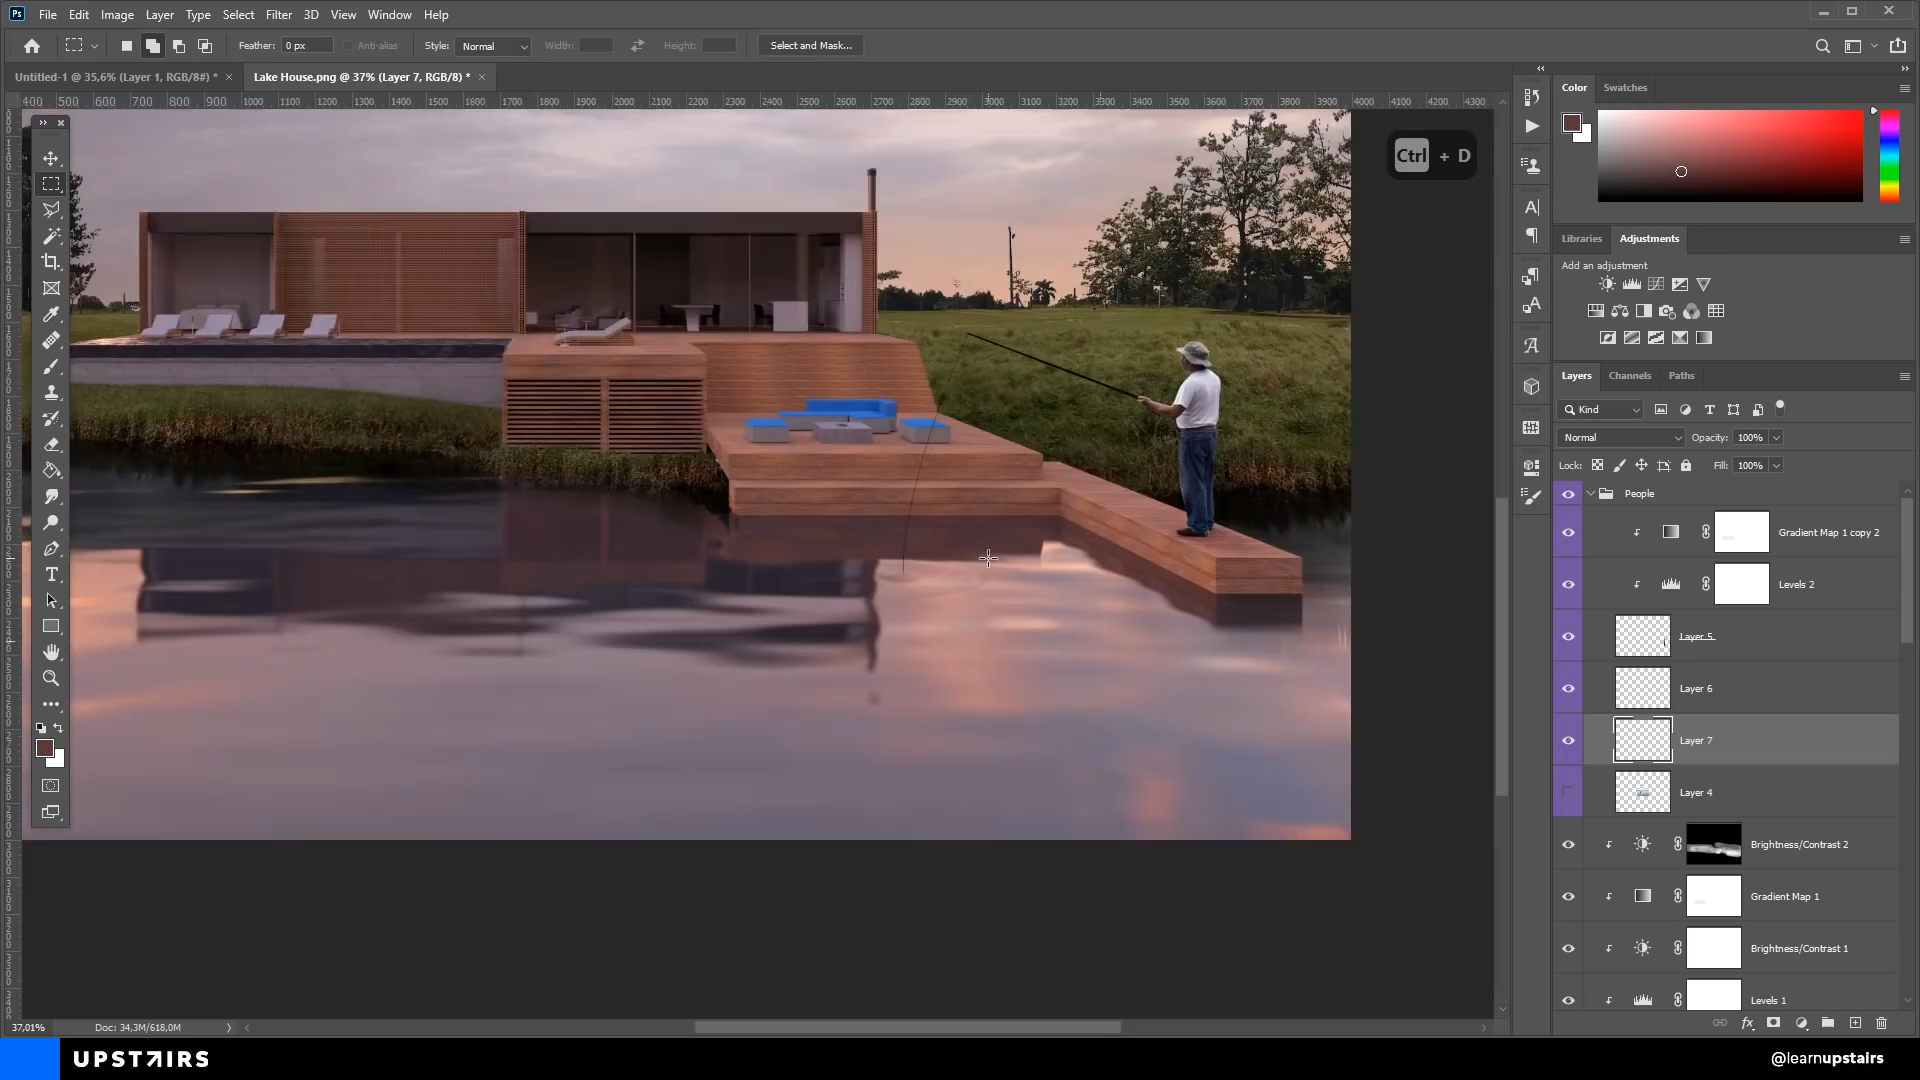 Ps File Edit Image Layer Type Select Filter 3D View Window Help
Feather: 0 px Anti-alias Style: Normal Width: Height: Select and Mask...
Untitled-1 @ 35,6% (Layer 1, RGB/8#) * × Lake House.png @ 37% (Layer 7, RGB/8) * ×
400 500 600 700 800 900 1000 1100 1200 1300 1400 1500 1600 1700 1800 1900 2000 2100 2200 2300 2400 2500 2600 2700 2800 2900 3000 3100 3200 3300 3400 3500 3600 3700 3800 3900 4000 4100 4200 4300
Ctrl + D
Color Swatches
Libraries Adjustments
Add an adjustment
Layers Channels Paths
Kind
Normal Opacity: 100%
Lock: Fill: 100%
People
Gradient Map 1 copy 2
Levels 2
Layer 5
Layer 6
Layer 7
Layer 4
Brightness/Contrast 2
Gradient Map 1
Brightness/Contrast 1
Levels 1
fx
37,01% Doc: 34,3M/618,0M
UPSTAIRS
@learnupstairs